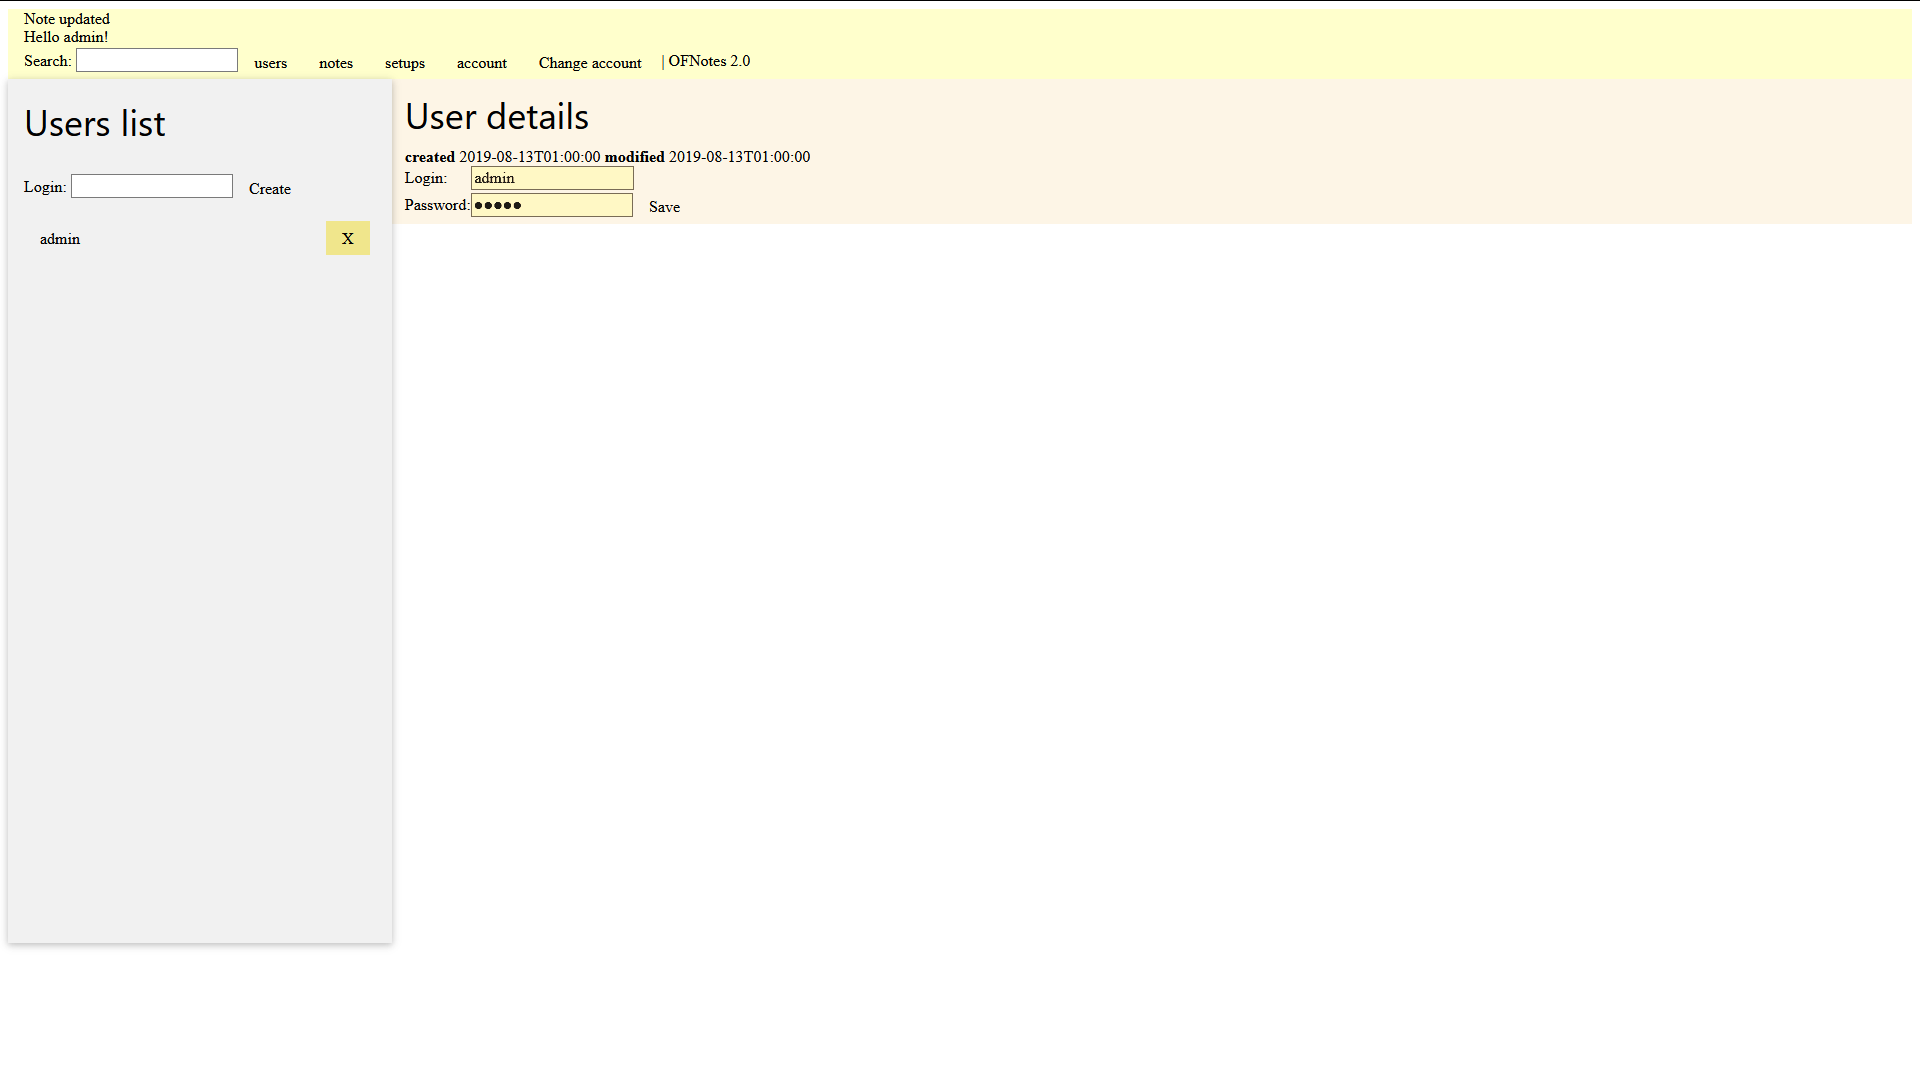 Note updated
Hello admin!
Search: users notes setups account Change account | OFNotes 2.0
Users list
Login: Create
admin X
User details
created 2019-08-13T01:00:00 modified 2019-08-13T01:00:00
Login: admin
Password: ●●●●● Save